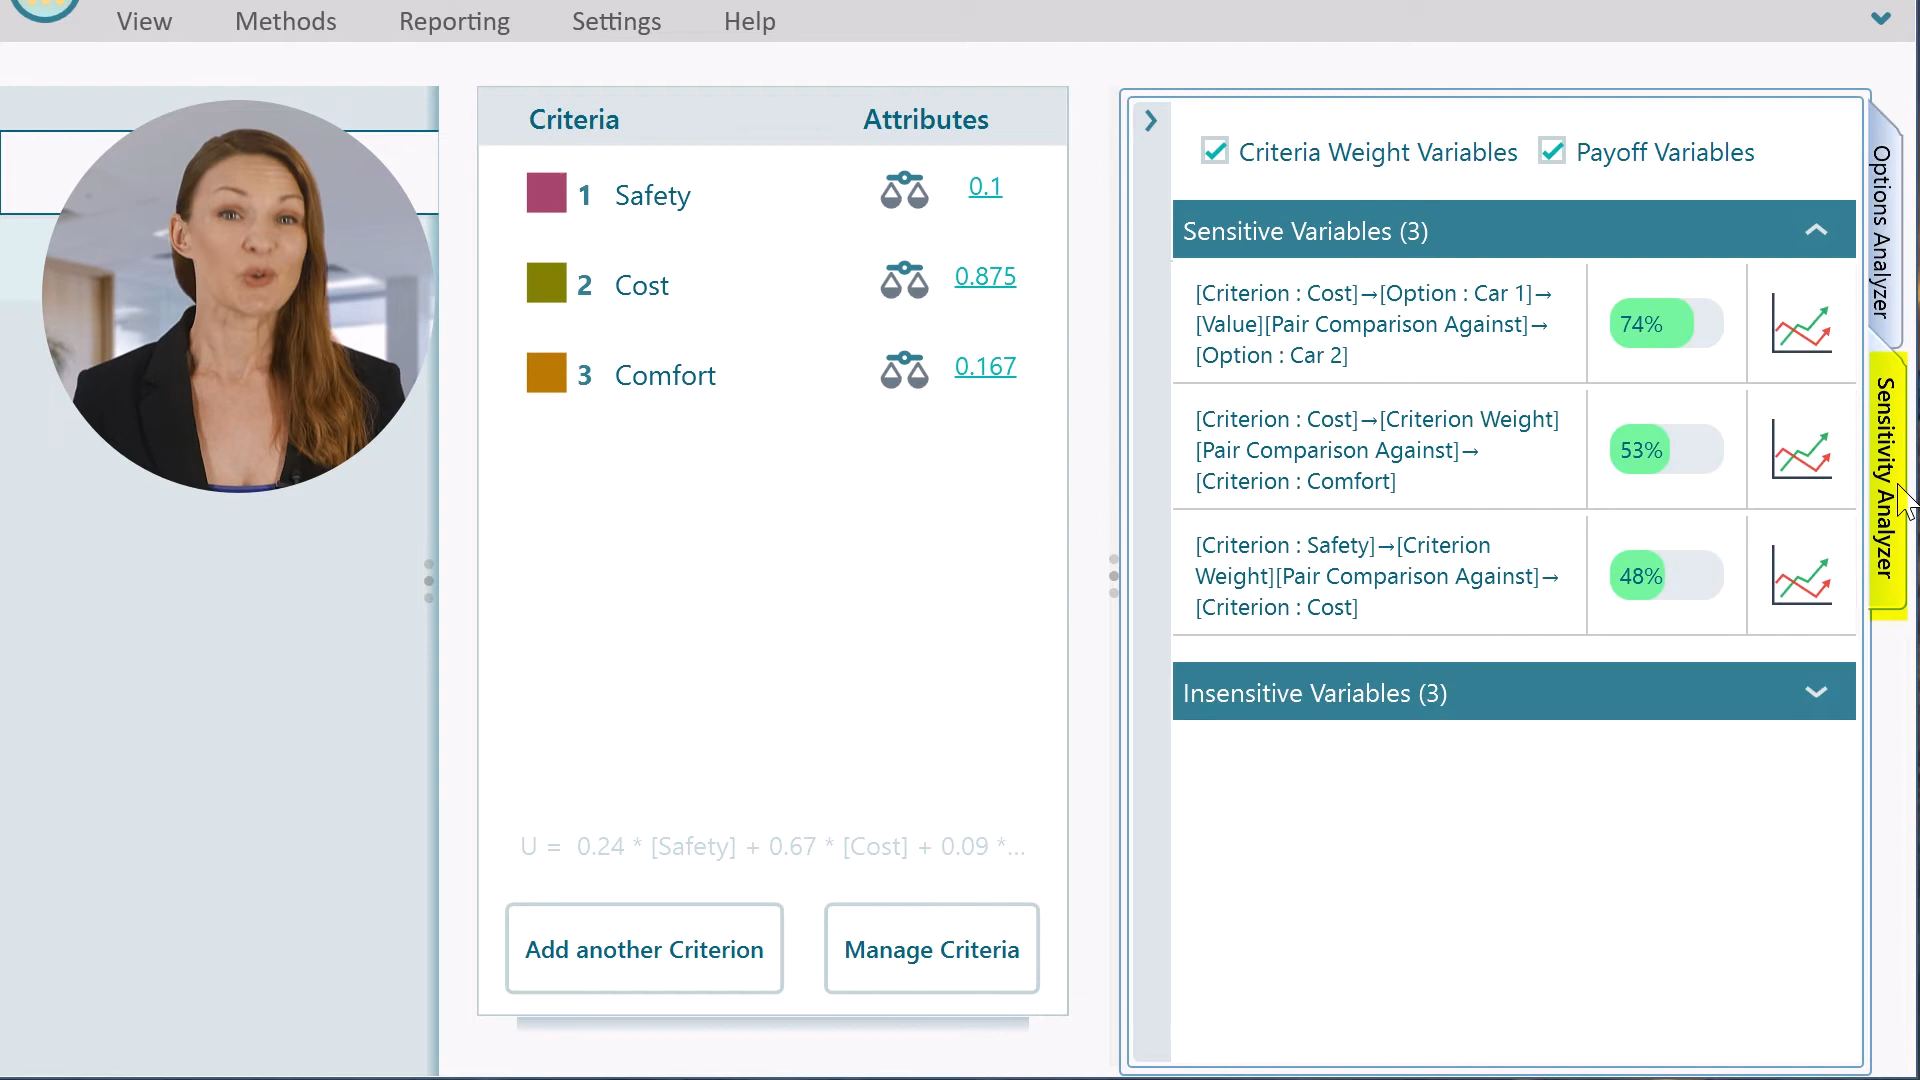 View Methods Reporting Settings Help
Criteria Attributes
1 Safety 0.1
2 Cost 0.875
3 Comfort 0.167
U = 0.24 * [Safety] + 0.67 * [Cost] + 0.09 *...
Add another Criterion Manage Criteria
Criteria Weight Variables Payoff Variables
Sensitive Variables (3)
[Criterion : Cost]→[Option : Car 1]→
[Value][Pair Comparison Against]→
[Option : Car 2]
74%
[Criterion : Cost]→[Criterion Weight]
[Pair Comparison Against]→
[Criterion : Comfort]
53%
[Criterion : Safety]→[Criterion
Weight][Pair Comparison Against]→
[Criterion : Cost]
48%
Insensitive Variables (3)
Options Analyzer
Sensitivity Analyzer